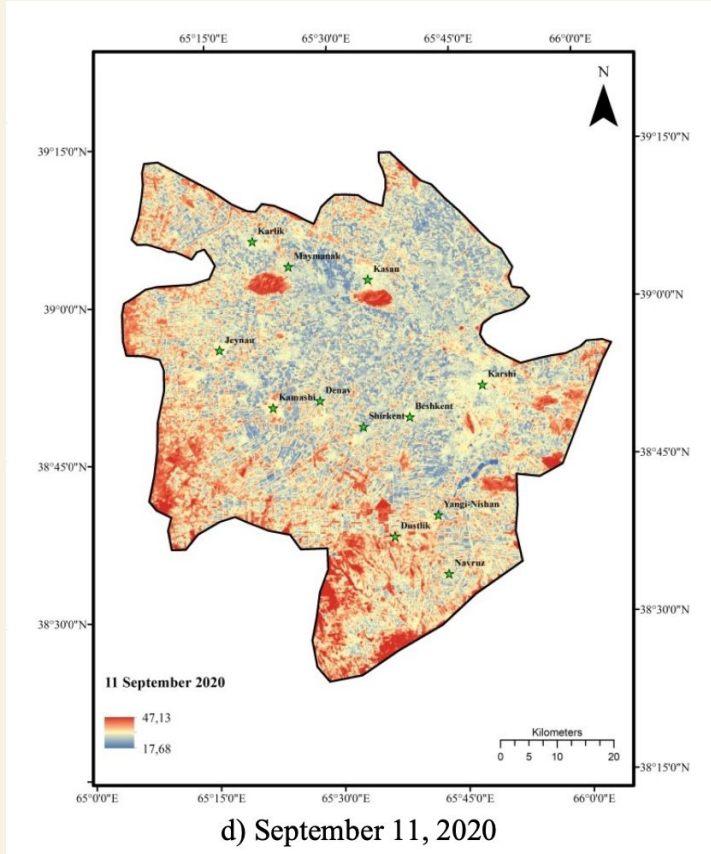 65°15'0"E 65°30'0"E 65°45'0"E 66°0'0"E
N
39°15'0"N
39°15'0"N
Karlik
Maymanak
Kasan
39°0'0"N
39°0'0"N
Jeynau
Karshi
Denav
Kamashi
Beshkent
Shirkent
38°45'0"N
38°45'0"N
Yangi-Nishan
Dustlik
Navruz
38°30'0"N
38°30'0"N
11 September 2020
47,13
17,68
Kilometers
0 5 10 20
38°15'0"N
65°0'0"E 65°15'0"E 65°30'0"E 65°45'0"E 66°0'0"E
d) September 11, 2020